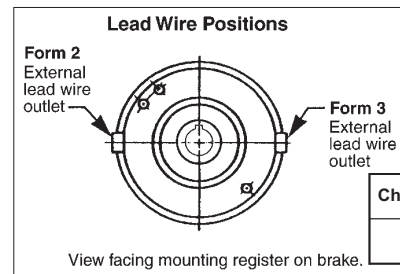 Lead Wire Positions
Form 2
External
lead wire
outlet
Form 3
External
lead wire
outlet
Ch
View facing mounting register on brake.